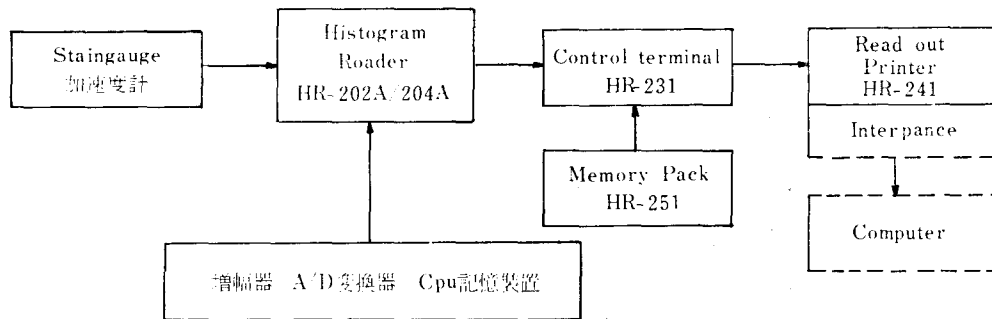 Staingauge
加速度計
Histogram
Roader
HR-202A/204A
Control terminal
HR-231
Memory Pack
HR-251
Read out
Printer
HR-241
Interpance
Computer
増幅器 A/D変換器 Cpu記憶装置